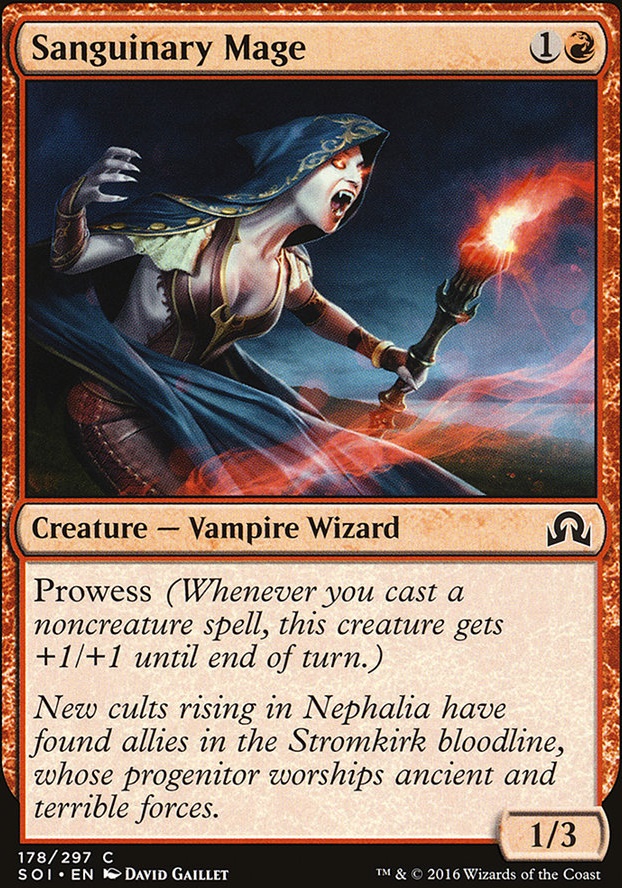 Sanguinary Mage 1
Creature — Vampire Wizard
Prowess (Whenever you cast a
noncreature spell, this creature gets
+1/+1 until end of turn.)
New cults rising in Nephalia have
found allies in the Stromkirk bloodline,
whose progenitor worships ancient and
terrible forces.
1/3
178/297 C
SOI • EN DAVID GAILLET
™ & © 2016 Wizards of the Coast